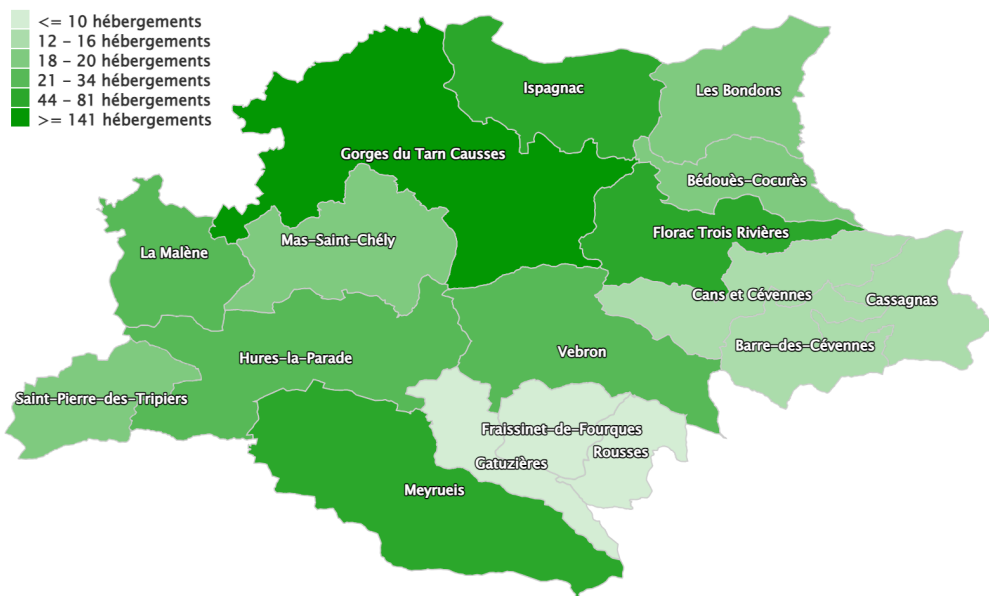 <= 10 hébergements
12 – 16 hébergements
18 – 20 hébergements
21 – 34 hébergements
44 – 81 hébergements
>= 141 hébergements
Ispagnac
Les Bondons
Gorges du Tarn Causses
Bédouès–Cocurès
Florac Trois Rivières
Mas–Saint–Chély
La Malène
Cans et Cévennes
Cassagnas
Barre–des–Cévennes
Vebron
Hures–la–Parade
Saint–Pierre–des–Tripiers
Fraissinet–de–Fourques
Rousses
Gatuzières
Meyrueis